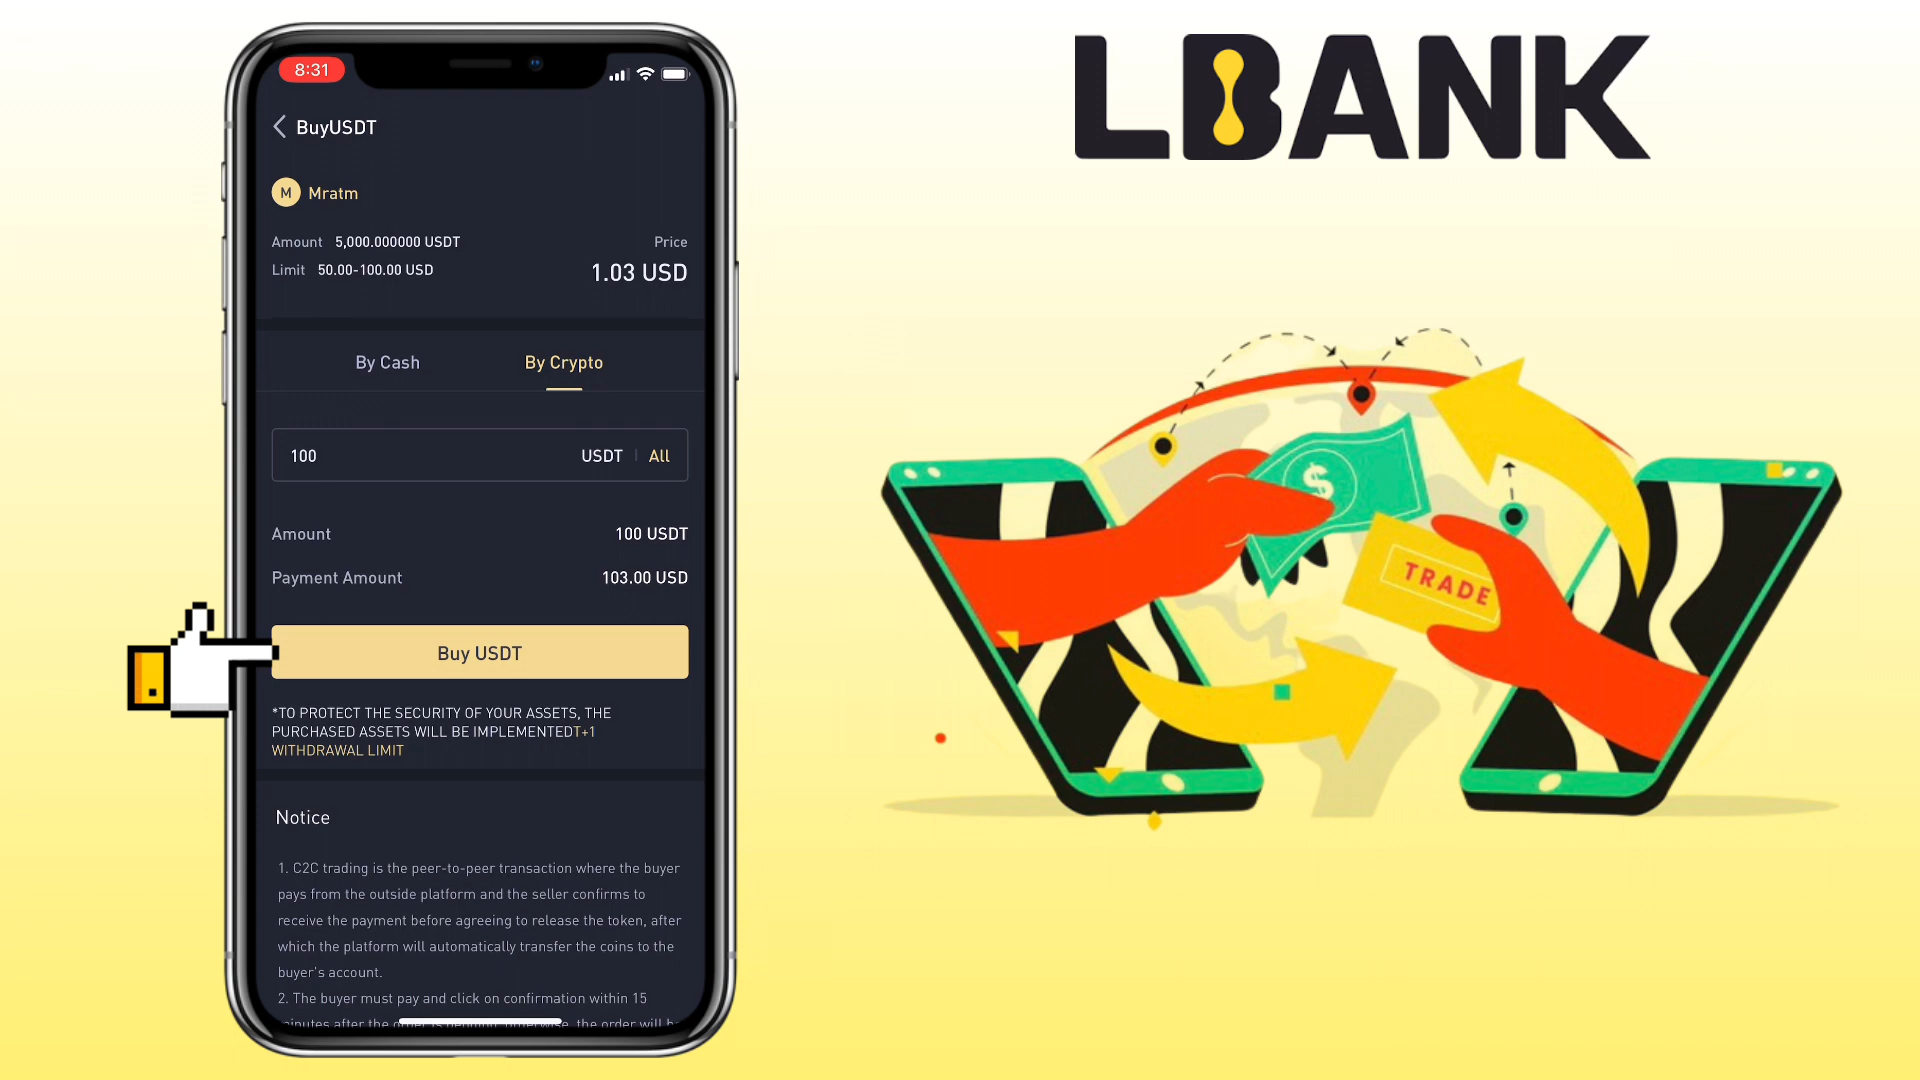 8:31
BuyUSDT
M Mratm
Amount 5,000.000000 USDT Price
Limit 50.00-100.00 USD 1.03 USD
By Cash By Crypto
100 USDT All
Amount 100 USDT
Payment Amount 103.00 USD
Buy USDT
*TO PROTECT THE SECURITY OF YOUR ASSETS, THE
PURCHASED ASSETS WILL BE IMPLEMENTEDT+1
WITHDRAWAL LIMIT
Notice
1. C2C trading is the peer-to-peer transaction where the buyer
pays from the outside platform and the seller confirms to
receive the payment before agreeing to release the token, after
which the platform will automatically transfer the coins to the
buyer's account.
2. The buyer must pay and click on confirmation within 15
after the the order will
LBANK
$
TRADE